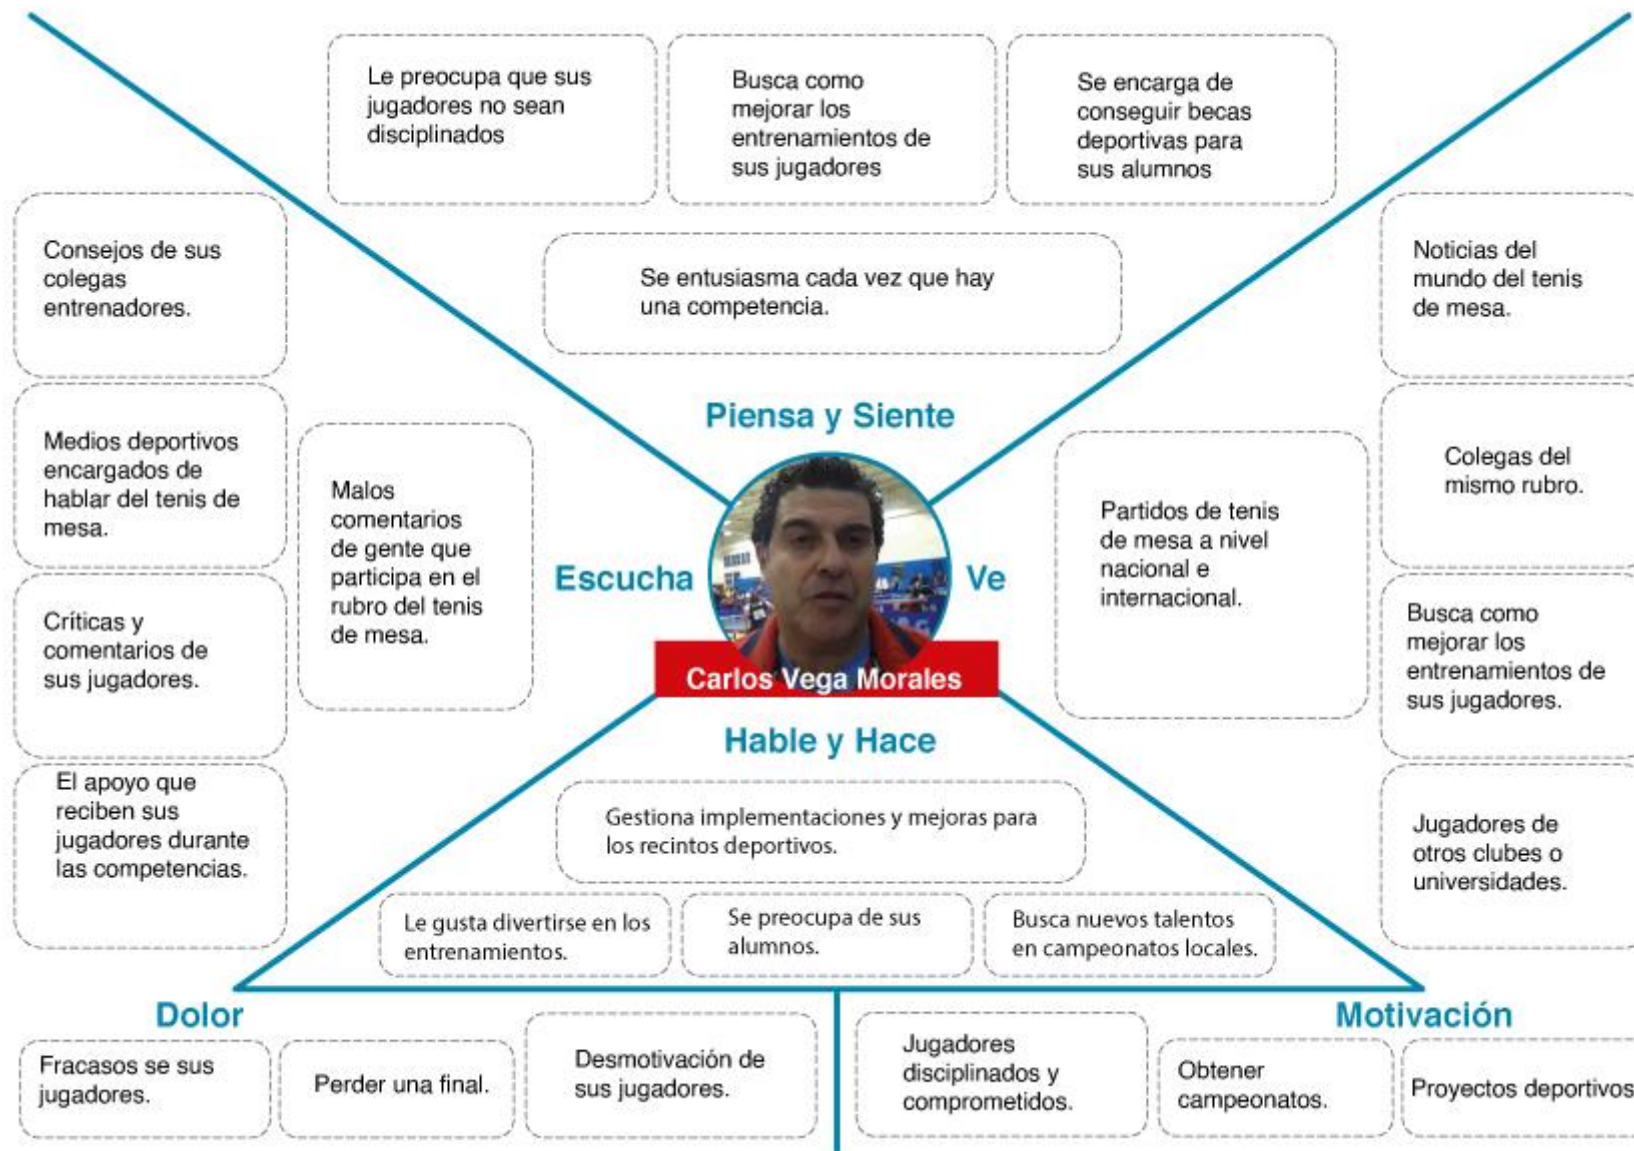 Le preocupa que sus
jugadores no sean
disciplinados
Busca como
mejorar los
entrenamientos de
sus jugadores
Se encarga de
conseguir becas
deportivas para
sus alumnos
Se entusiasma cada vez que hay
una competencia.
Piensa y Siente
Consejos de sus
colegas
entrenadores.
Medios deportivos
encargados de
hablar del tenis de
mesa.
Críticas y
comentarios de
sus jugadores.
El apoyo que
reciben sus
jugadores durante
las competencias.
Malos
comentarios
de gente que
participa en el
rubro del tenis
de mesa.
Escucha
Ve
Partidos de tenis
de mesa a nivel
nacional e
internacional.
Noticias del
mundo del tenis
de mesa.
Colegas del
mismo rubro.
Busca como
mejorar los
entrenamientos de
sus jugadores.
Jugadores de
otros clubes o
universidades.
Carlos Vega Morales
Hable y Hace
Gestiona implementaciones y mejoras para
los recintos deportivos.
Le gusta divertirse en los
entrenamientos.
Se preocupa de sus
alumnos.
Busca nuevos talentos
en campeonatos locales.
Dolor
Fracasos se sus
jugadores.
Perder una final.
Desmotivación de
sus jugadores.
Motivación
Jugadores
disciplinados y
comprometidos.
Obtener
campeonatos.
Proyectos deportivos